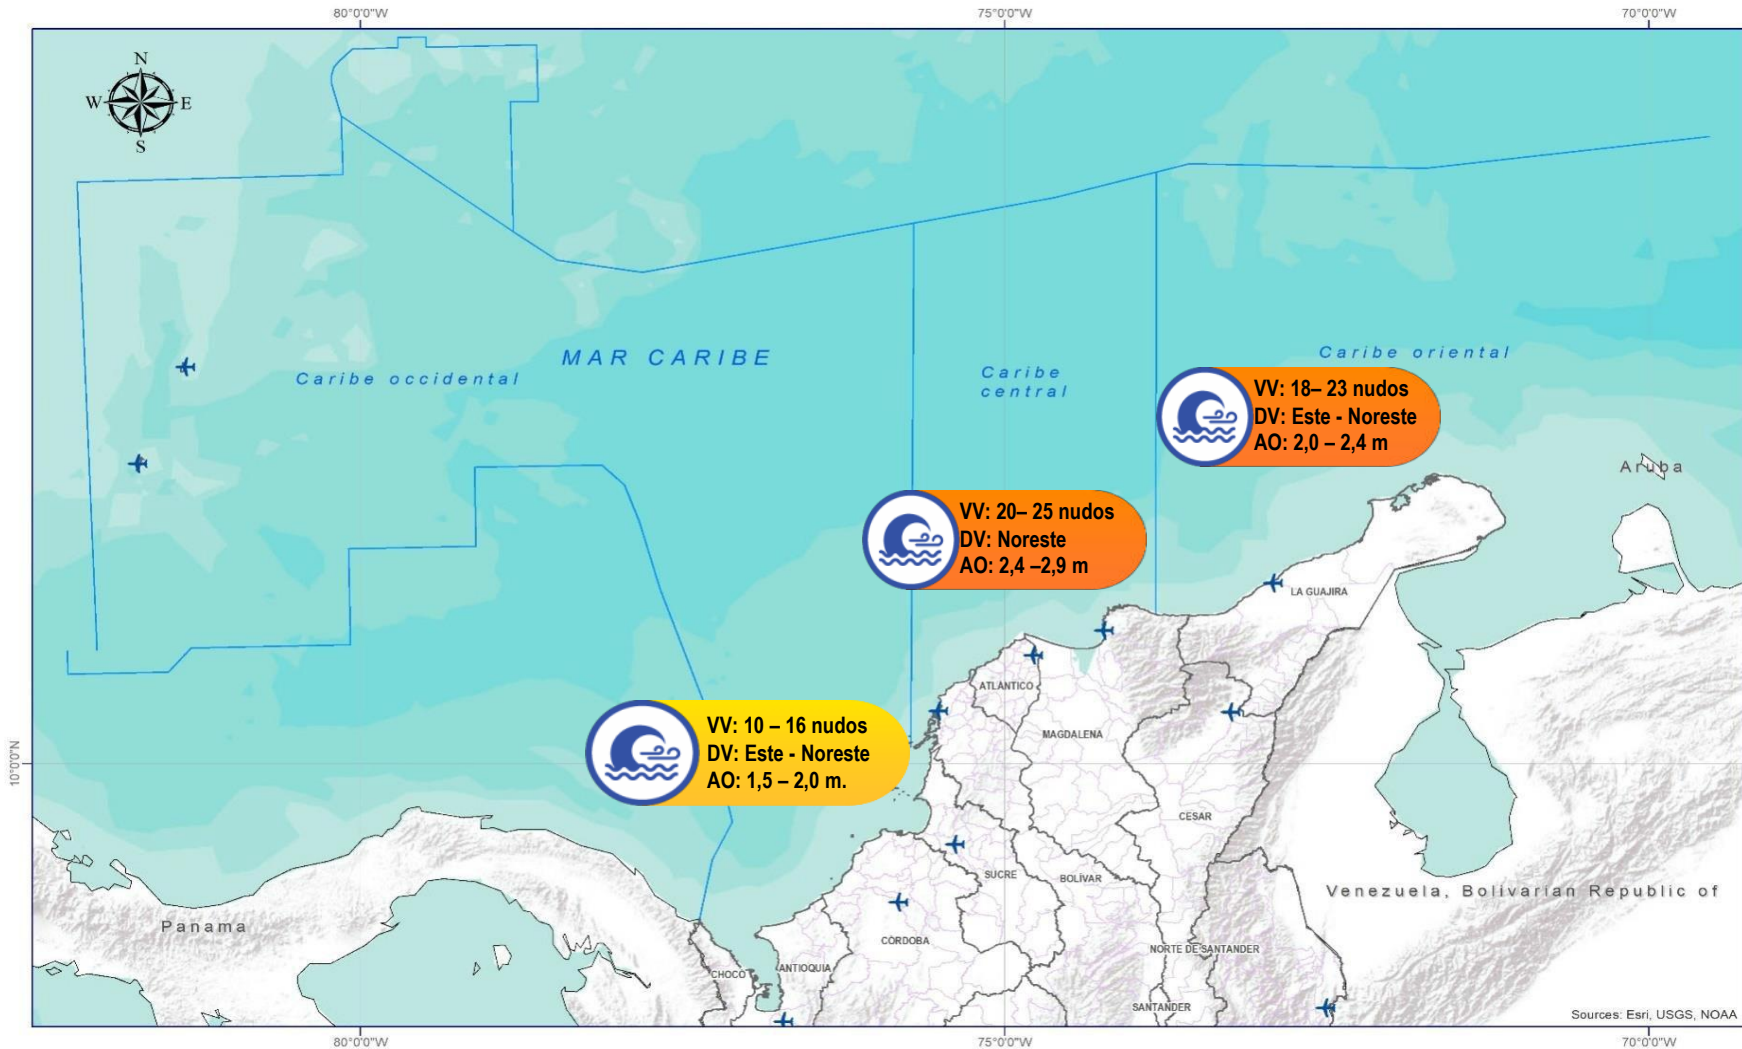 80°0'0"W
75°0'0"W
70°0'0"W
N
W
E
S
MAR CARIBE
Caribe occidental
Caribe
central
Caribe oriental
VV: 18– 23 nudos
DV: Este - Noreste
AO: 2,0 – 2,4 m
Aruba
VV: 20– 25 nudos
DV: Noreste
AO: 2,4 –2,9 m
LA GUAJIRA
ATLÁNTICO
MAGDALENA
VV: 10 – 16 nudos
DV: Este - Noreste
AO: 1,5 – 2,0 m.
10°0'0"N
CESAR
SUCRE
BOLÍVAR
Venezuela, Bolivarian Republic of
Panama
CÓRDOBA
NORTE DE SANTANDER
CHOCO
ANTIOQUIA
SANTANDER
Sources: Esri, USGS, NOAA
80°0'0"W
75°0'0"W
70°0'0"W